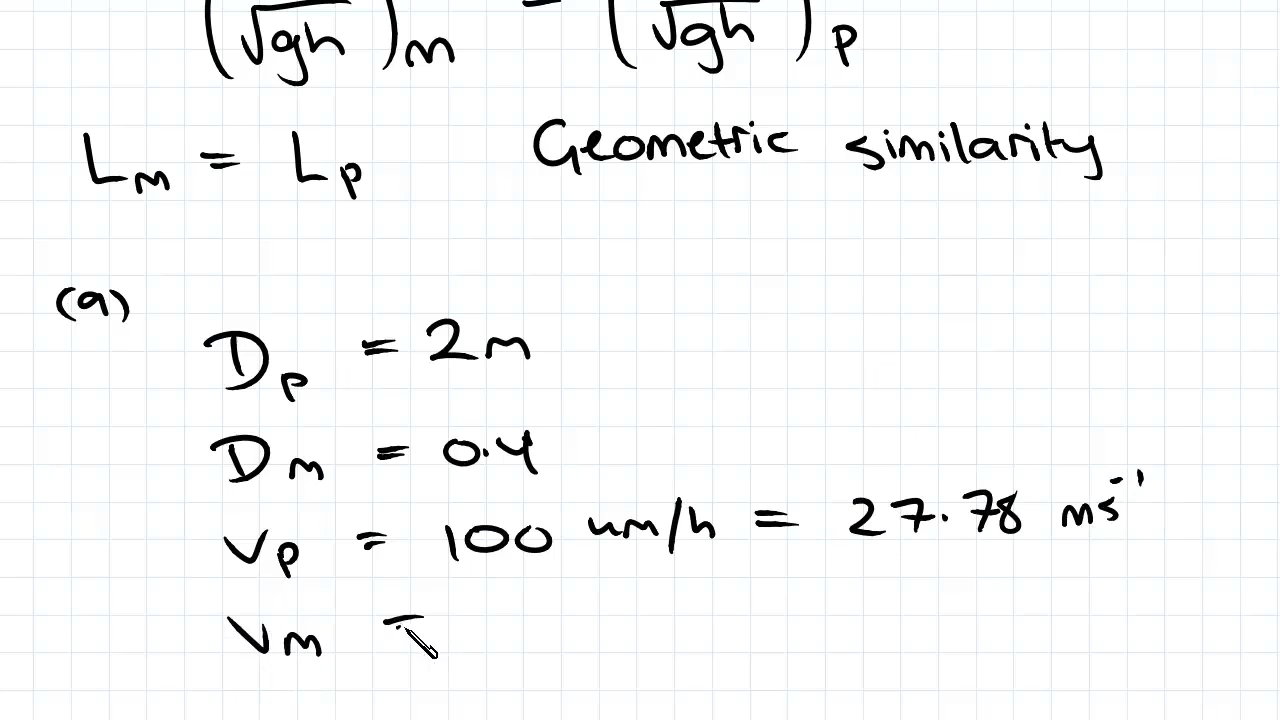 (√gh)m = (√gh)p
Lm = Lp Geometric similarity
(a)
Dp = 2m
Dm = 0.4
Vp = 100 km/h = 27.78 ms⁻¹
Vm =